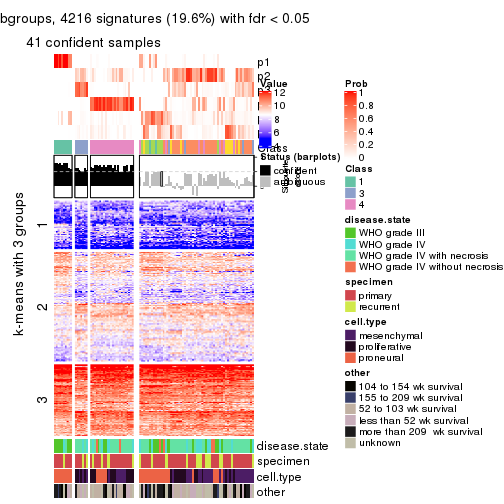 bgroups, 4216 signatures (19.6%) with fdr < 0.05
41 confident samples
p1
p2
Class
k-means with 3 groups
1
2
3
disease.state
specimen
cell.type
other
Value
12
10
8
6
Status (barplots)
confident
ambiguous
Prob
1
0.8
0.6
0.4
0.2
0
Class
1
3
4
disease.state
WHO grade III
WHO grade IV
WHO grade IV with necrosis
WHO grade IV without necrosis
specimen
primary
recurrent
cell.type
mesenchymal
proliferative
proneural
other
104 to 154 wk survival
155 to 209 wk survival
52 to 103 wk survival
less than 52 wk survival
more than 209  wk survival
unknown